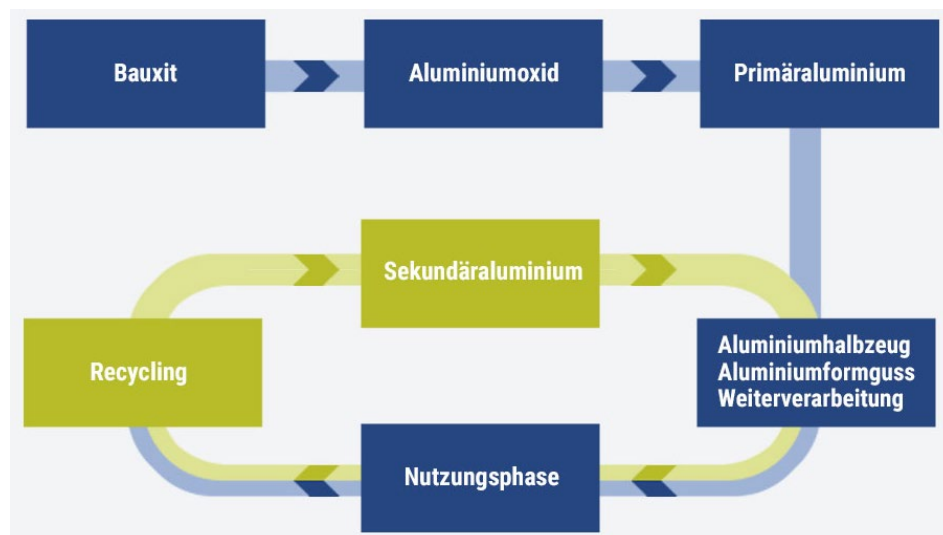 Bauxit
Aluminiumoxid
Primäraluminium
Sekundäraluminium
Recycling
Aluminiumhalbzeug
Aluminiumformguss
Weiterverarbeitung
Nutzungsphase